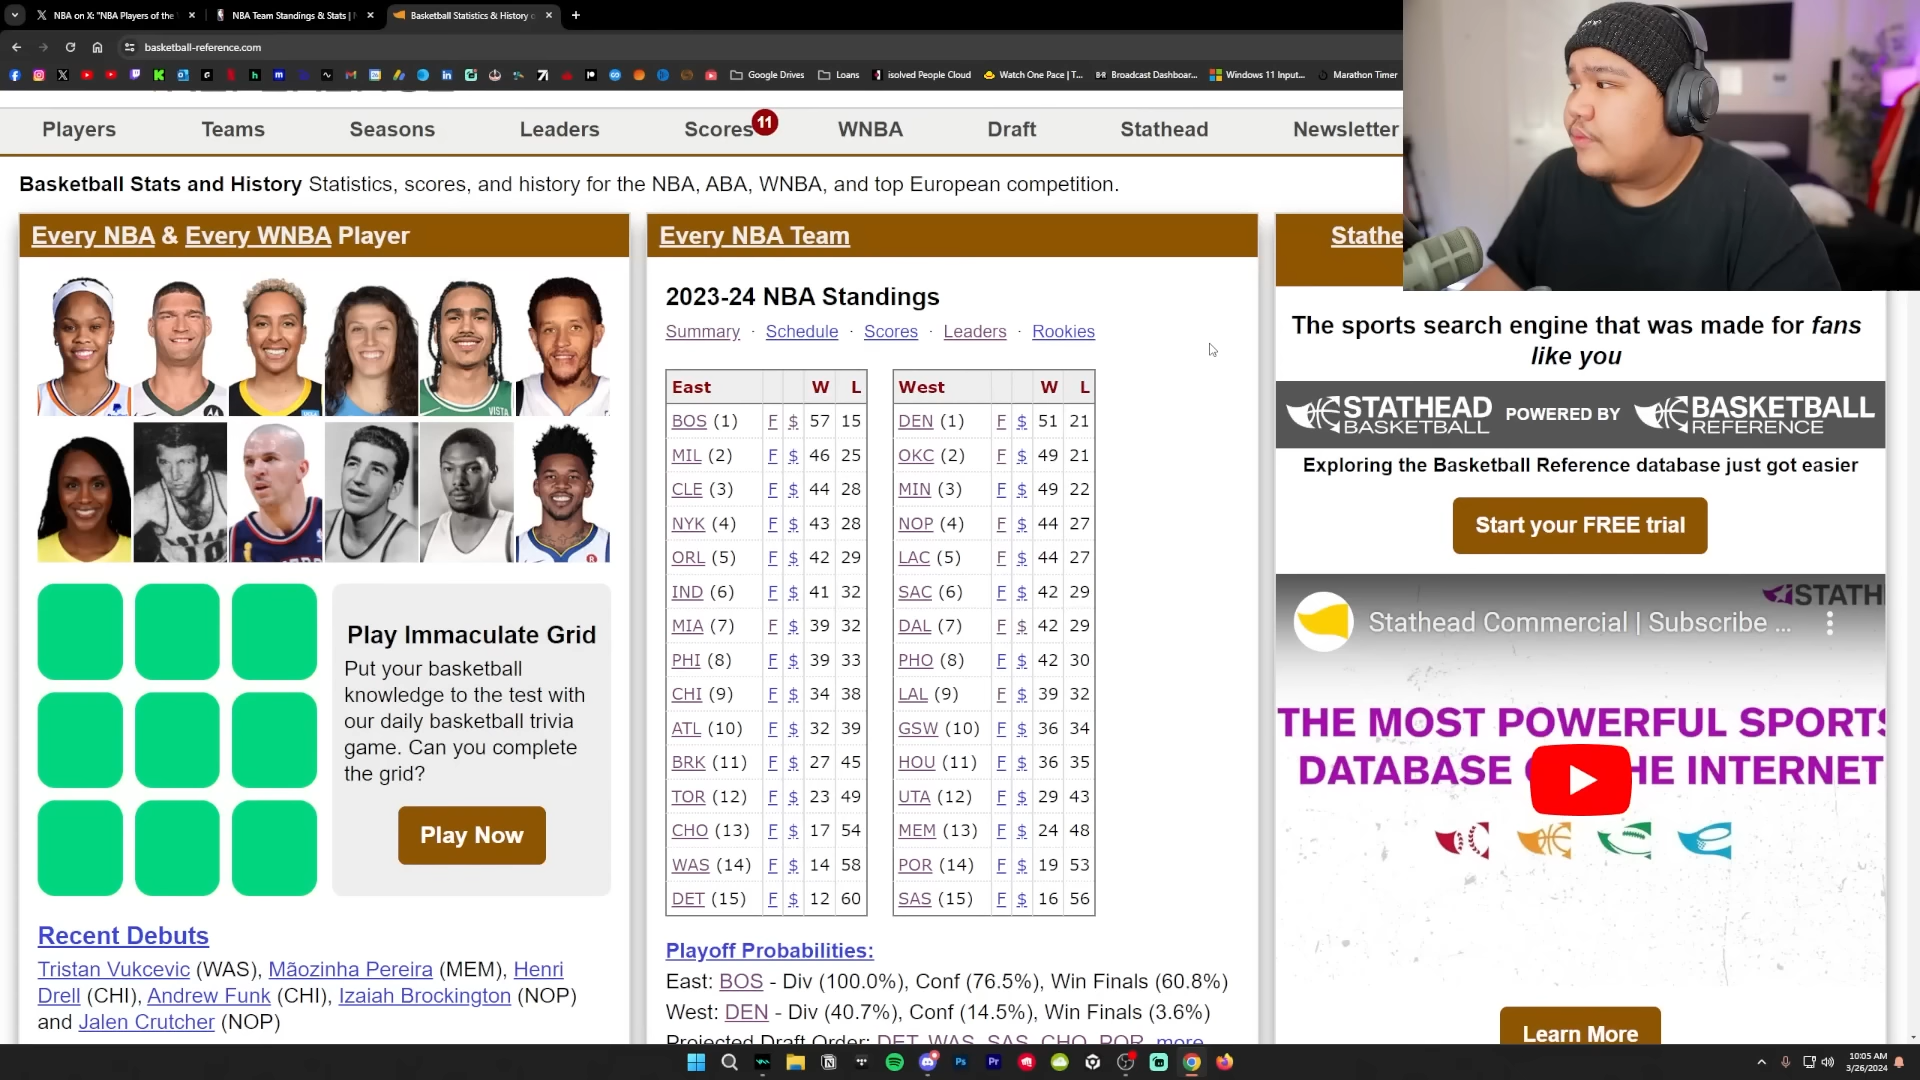 NBA on X: "NBA Players of the
NBA Team Standings & Stats |
Basketball Statistics & History o
basketball-reference.com
Google Drives
Loans
isolved People Cloud
Watch One Pace | T...
Broadcast Dashboar...
Windows 11 Input...
Marathon Timer
Players
Teams
Seasons
Leaders
Scores 11
WNBA
Draft
Stathead
Newsletter
Basketball Stats and History Statistics, scores, and history for the NBA, ABA, WNBA, and top European competition.
Every NBA & Every WNBA Player
Play Immaculate Grid
Put your basketball
knowledge to the test with
our daily basketball trivia
game. Can you complete
the grid?
Play Now
Recent Debuts
Tristan Vukcevic (WAS), Mãozinha Pereira (MEM), Henri
Drell (CHI), Andrew Funk (CHI), Izaiah Brockington (NOP)
and Jalen Crutcher (NOP)
Every NBA Team
2023-24 NBA Standings
Summary · Schedule · Scores · Leaders · Rookies
East W L
BOS (1) F $ 57 15
MIL (2) F $ 46 25
CLE (3) F $ 44 28
NYK (4) F $ 43 28
ORL (5) F $ 42 29
IND (6) F $ 41 32
MIA (7) F $ 39 32
PHI (8) F $ 39 33
CHI (9) F $ 34 38
ATL (10) F $ 32 39
BRK (11) F $ 27 45
TOR (12) F $ 23 49
CHO (13) F $ 17 54
WAS (14) F $ 14 58
DET (15) F $ 12 60
West W L
DEN (1) F $ 51 21
OKC (2) F $ 49 21
MIN (3) F $ 49 22
NOP (4) F $ 44 27
LAC (5) F $ 44 27
SAC (6) F $ 42 29
DAL (7) F $ 42 29
PHO (8) F $ 42 30
LAL (9) F $ 39 32
GSW (10) F $ 36 34
HOU (11) F $ 36 35
UTA (12) F $ 29 43
MEM (13) F $ 24 48
POR (14) F $ 19 53
SAS (15) F $ 16 56
Playoff Probabilities:
East: BOS - Div (100.0%), Conf (76.5%), Win Finals (60.8%)
West: DEN - Div (40.7%), Conf (14.5%), Win Finals (3.6%)
Projected Draft Order: DET, WAS, SAS, CHO, POR, more
Stathe
The sports search engine that was made for fans
like you
STATHEAD BASKETBALL POWERED BY BASKETBALL REFERENCE
Exploring the Basketball Reference database just got easier
Start your FREE trial
STATH
Stathead Commercial | Subscribe ...
THE MOST POWERFUL SPORTS
DATABASE HE INTERNET
Learn More
10:05 AM
3/26/2024